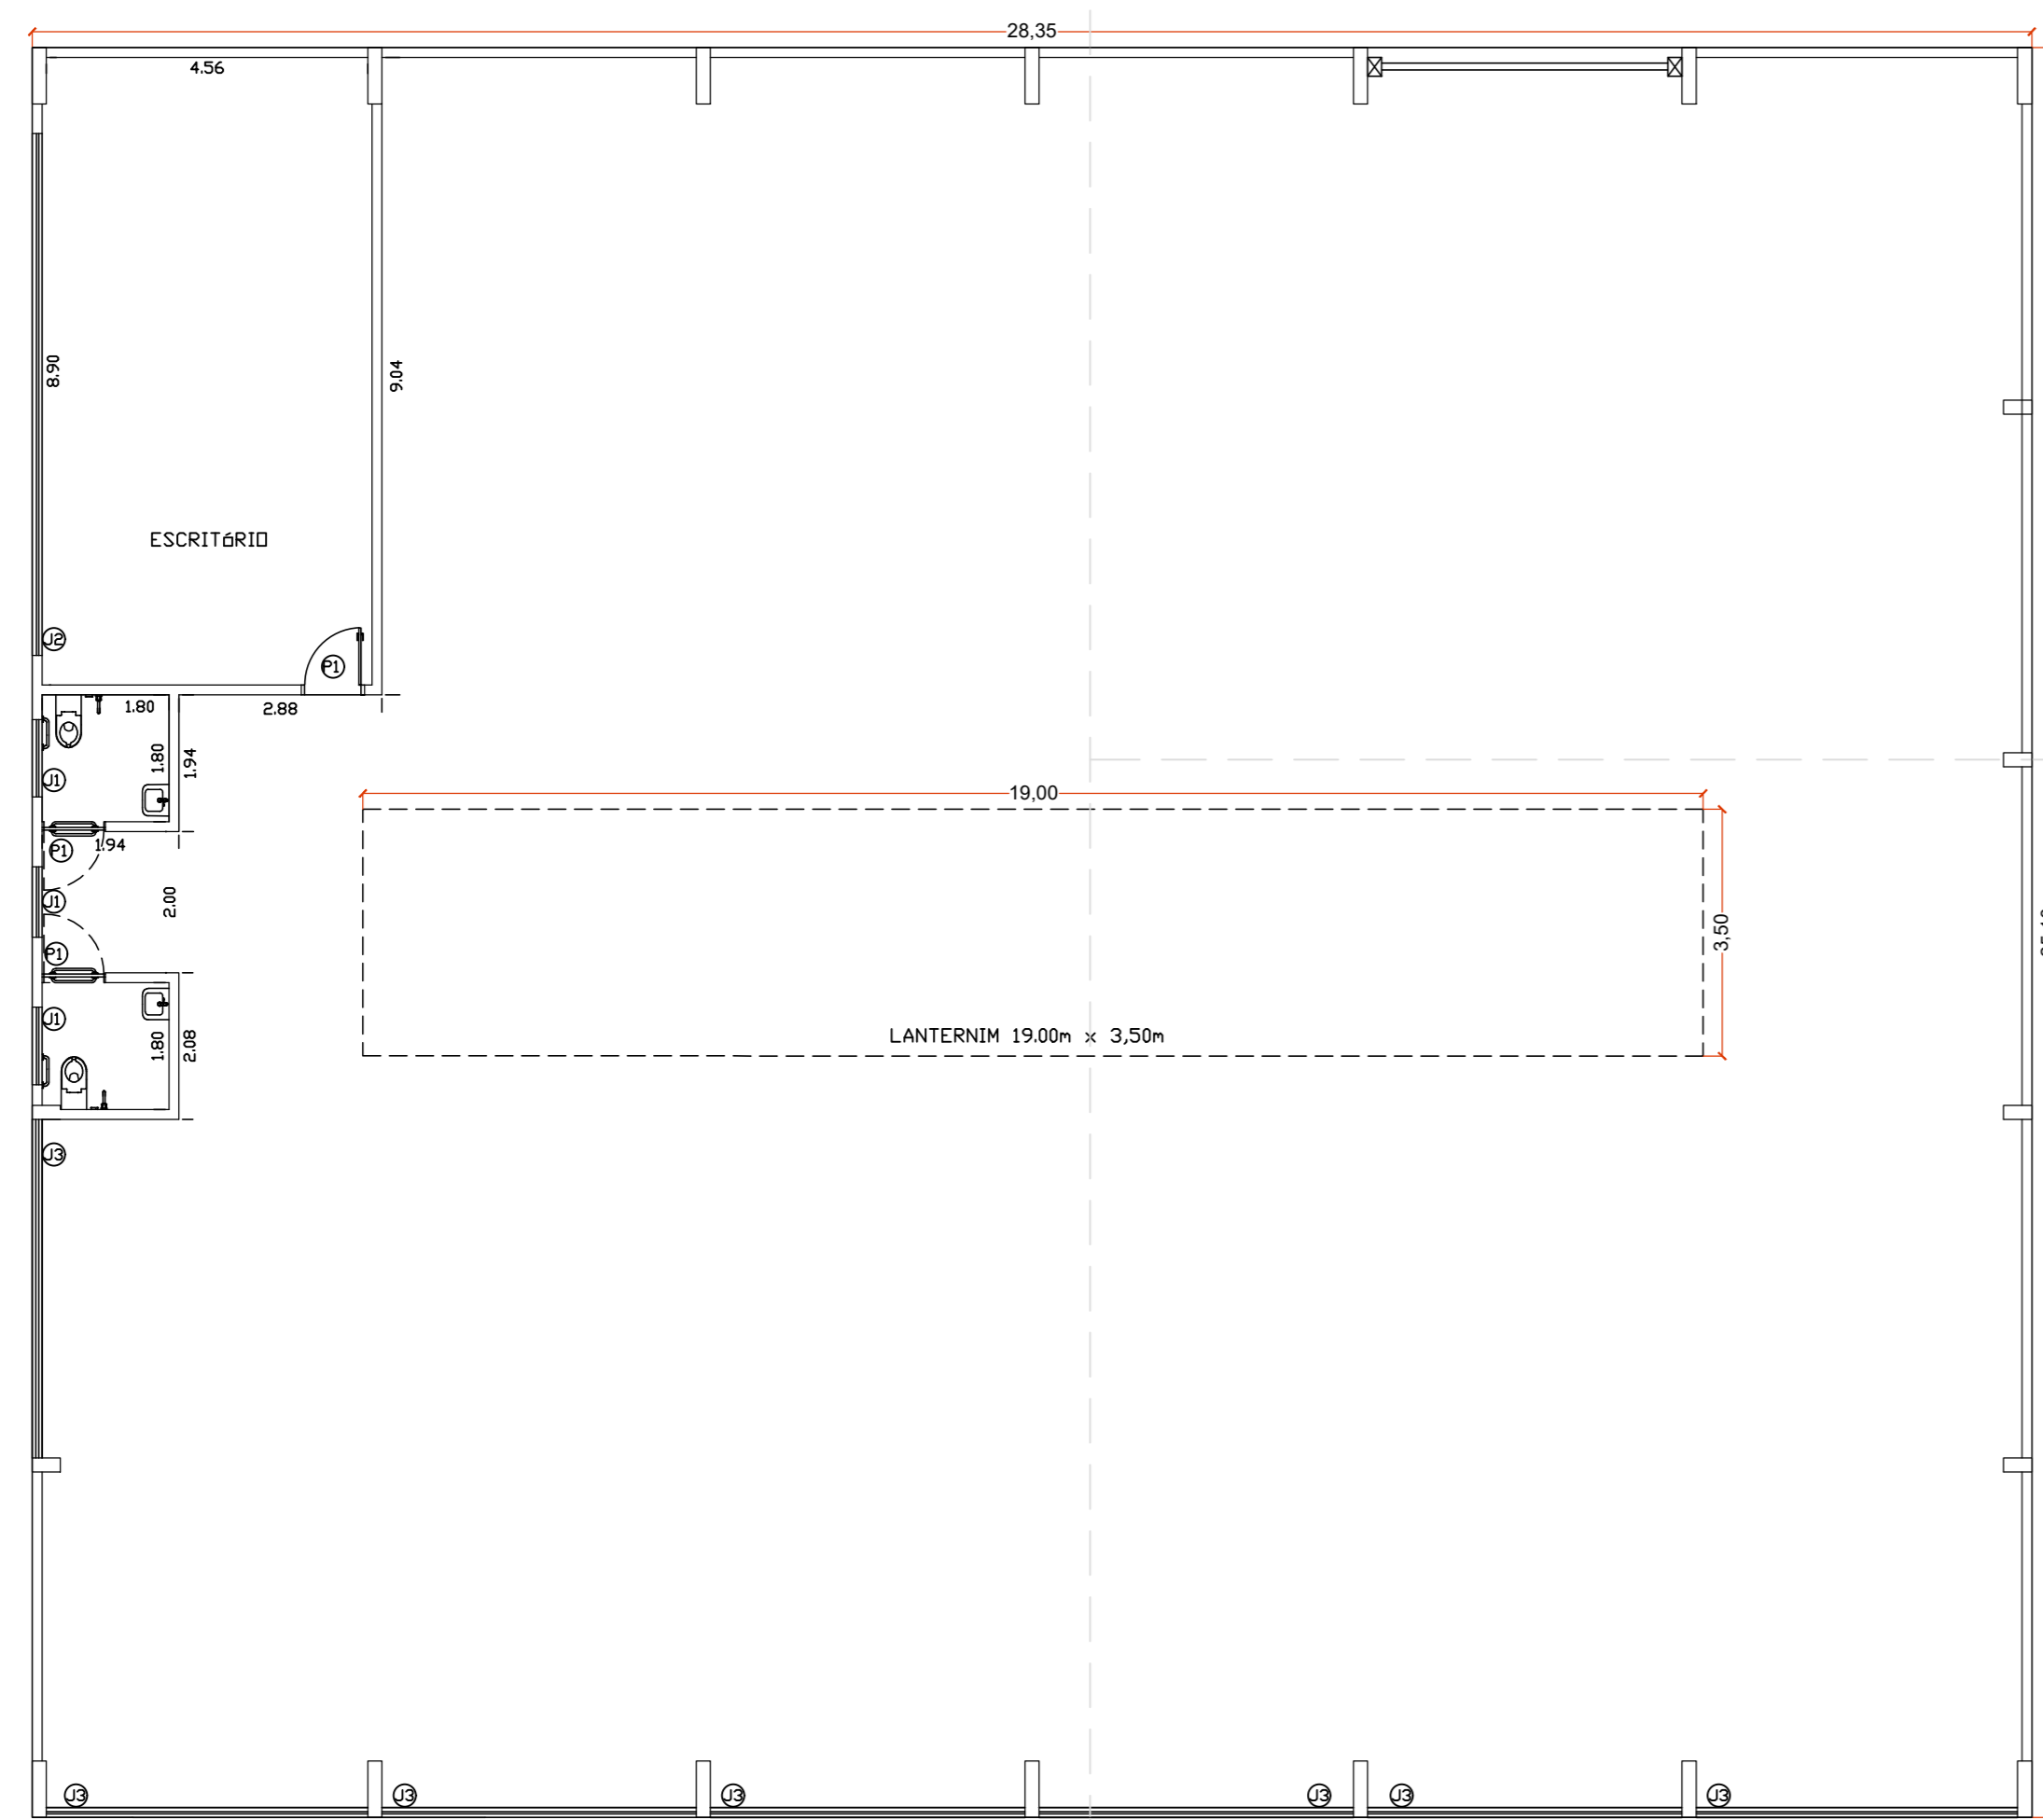 28,35
4.56
8.90
9.04
ESCRITóRIO
J2
P1
1.80
2.88
1.80
1.94
J1
19,00
P1
1.94
J1
2.00
3,50
P1
J1
1.80
2.08
LANTERNIM 19.00m x 3,50m
J3
J3
J3
J3
J3
J3
J3